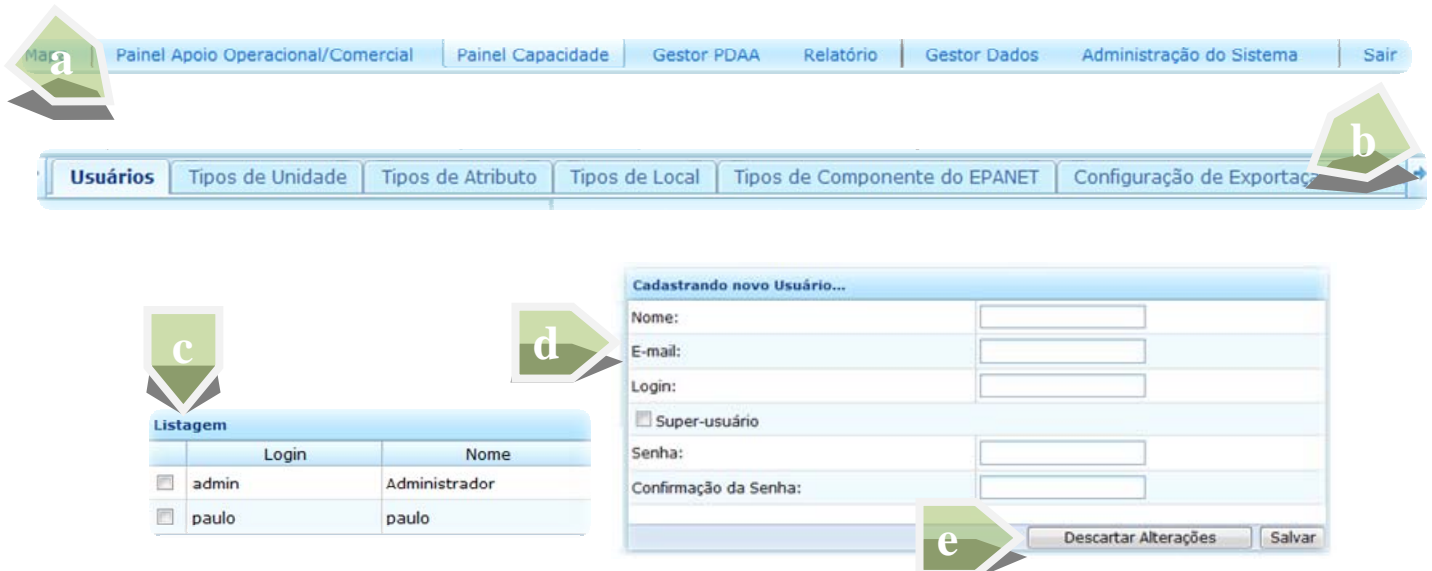 a
Painel Apoio Operacional/Comercial Painel Capacidade Gestor PDAA Relatório Gestor Dados Administração do Sistema Sair
b
Usuários Tipos de Unidade Tipos de Atributo Tipos de Local Tipos de Componente do EPANET Configuração de
c
Listagem
Login Nome
admin Administrador
paulo paulo
d
Cadastrando novo Usuário...
Nome:
E-mail:
Login:
Super-usuário
Senha:
Confirmação da Senha:
e
Descartar Alterações Salvar